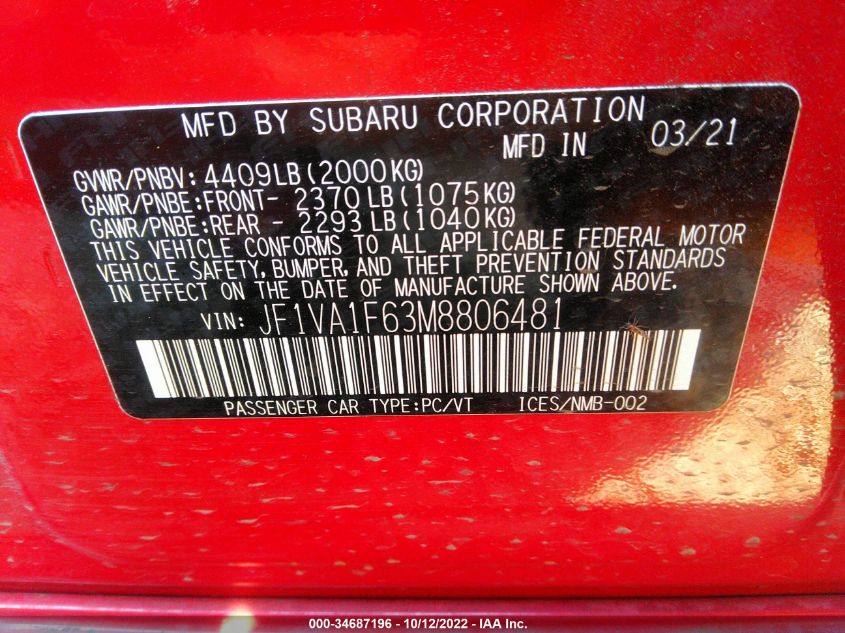 MFD BY SUBARU CORPORATION
MFD IN 03/21
GVWR/PNBV: 4409LB(2000KG)
GAWR/PNBE:FRONT- 2370LB(1075KG)
GAWR/PNBE:REAR - 2293LB(1040KG)
THIS VEHICLE CONFORMS TO ALL APPLICABLE FEDERAL MOTOR
VEHICLE SAFETY, BUMPER, AND THEFT PREVENTION STANDARDS
IN EFFECT ON THE DATE OF MANUFACTURE SHOWN ABOVE.
VIN: JF1VA1F63M8806481
PASSENGER CAR TYPE:PC/VT ICES/NMB-002
000-34687196 - 10/12/2022 - IAA Inc.